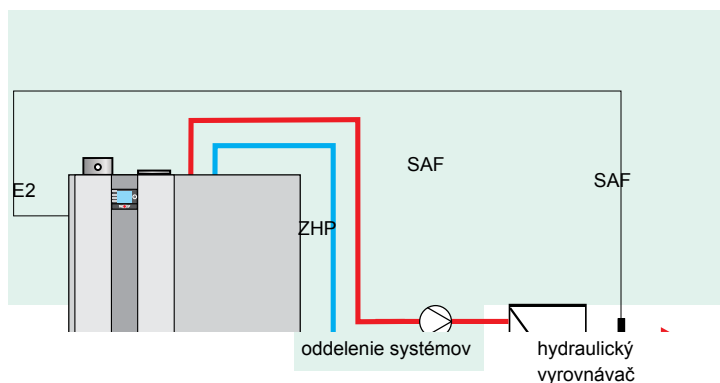 SAF
SAF
E2
ZHP
oddelenie systémov
hydraulický
vyrovnávač